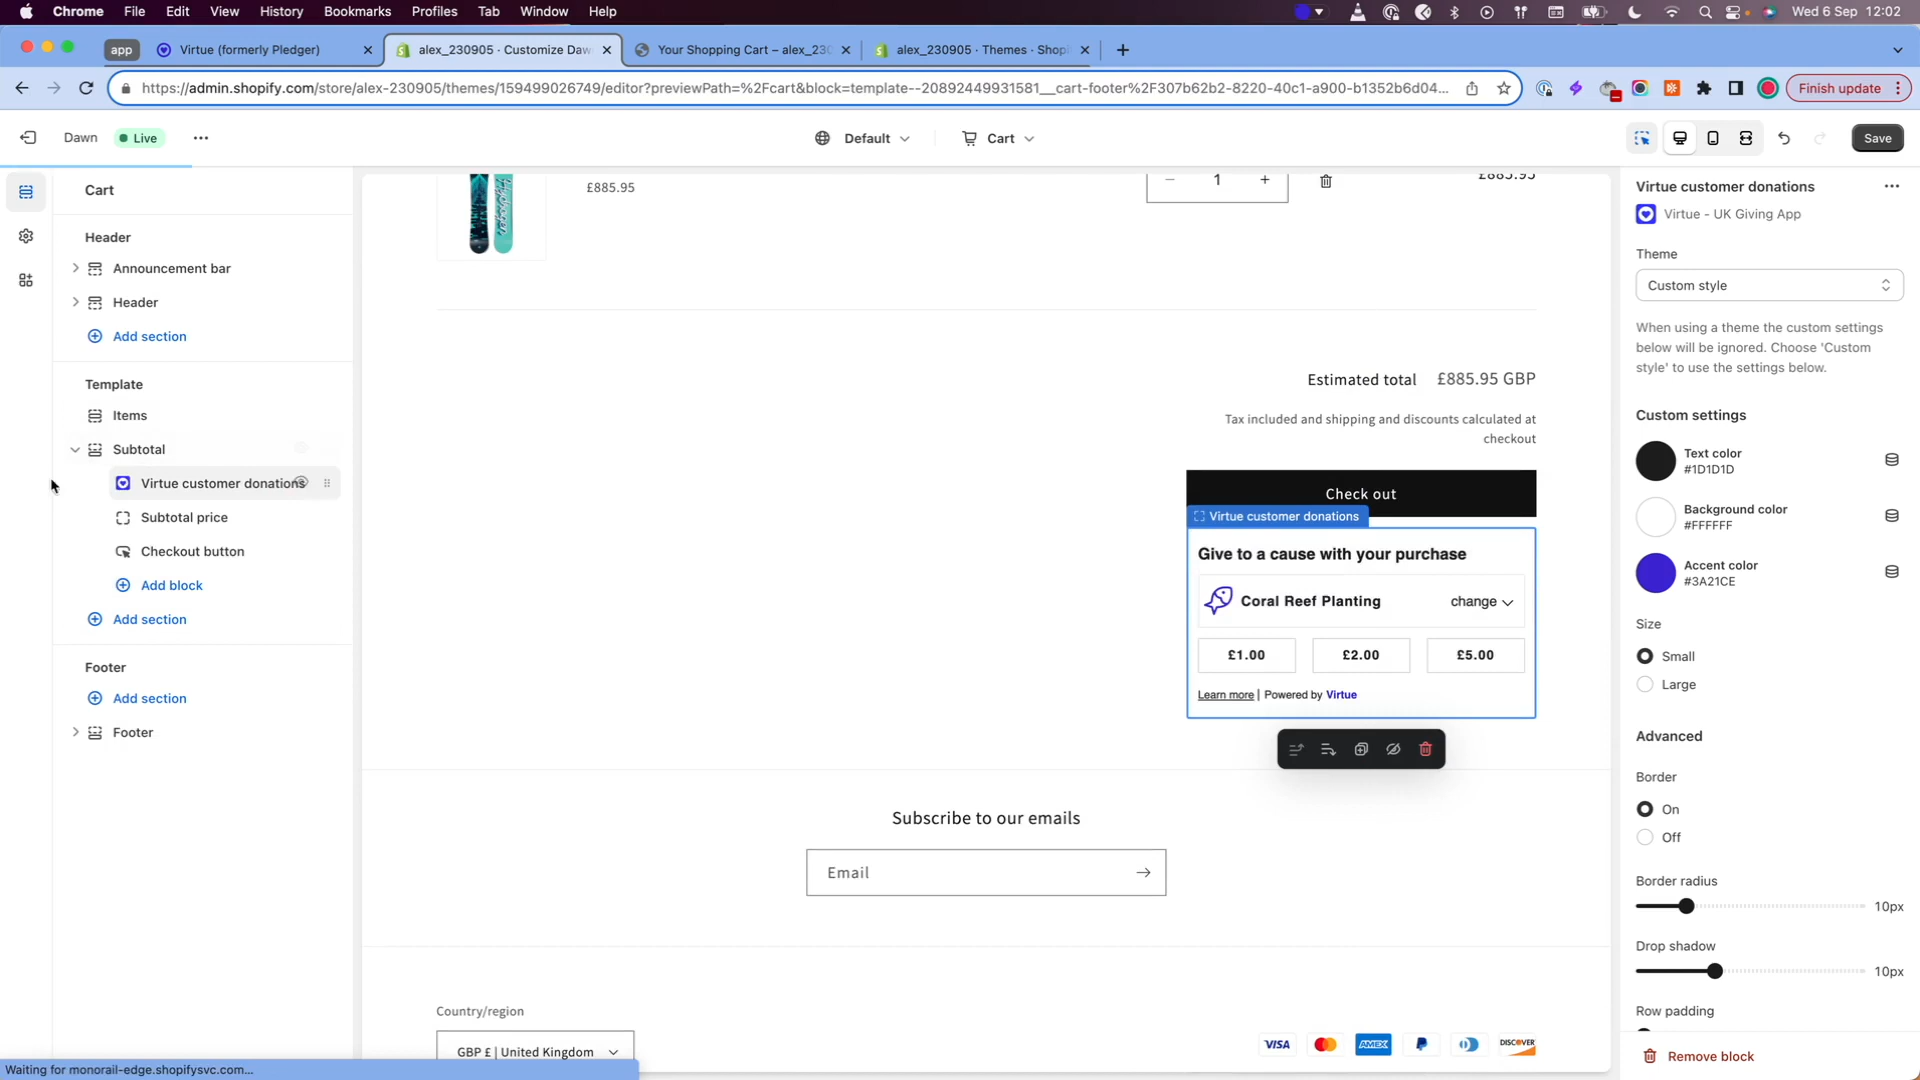 Chrome File Edit View History Bookmarks Profiles Tab Window Help Wed 6 Sep 12:02
app Virtue (formerly Pledger) alex_230905 · Customize Daw alex_230905 · Themes · Shopi
Your Shopping Cart – alex_230
https://admin.shopify.com/store/alex-230905/themes/159499026749/editor?previewPath=%2Fcart&block=template--20892449931581__cart-footer%2F307b62b2-8220-40c1-a900-b1352b6d04... Finish update
Dawn Live Default Cart Save
Cart
Header
Announcement bar
Header
Add section
Template
Items
Subtotal
Virtue customer donations
Subtotal price
Checkout button
Add block
Add section
Footer
Add section
Footer
£885.95
1
£885.95
Estimated total £885.95 GBP
Tax included and shipping and discounts calculated at
checkout
Check out
Virtue customer donations
Give to a cause with your purchase
Coral Reef Planting change
£1.00 £2.00 £5.00
Learn more | Powered by Virtue
Subscribe to our emails
Email
Country/region
GBP £ | United Kingdom
VISA AMEX DISCOVER
Virtue customer donations
Virtue - UK Giving App
Theme
Custom style
When using a theme the custom settings
below will be ignored. Choose 'Custom
style' to use the settings below.
Custom settings
Text color
#1D1D1D
Background color
#FFFFFF
Accent color
#3A21CE
Size
Small
Large
Advanced
Border
On
Off
Border radius
10px
Drop shadow
10px
Row padding
Remove block
Waiting for monorail-edge.shopifysvc.com...